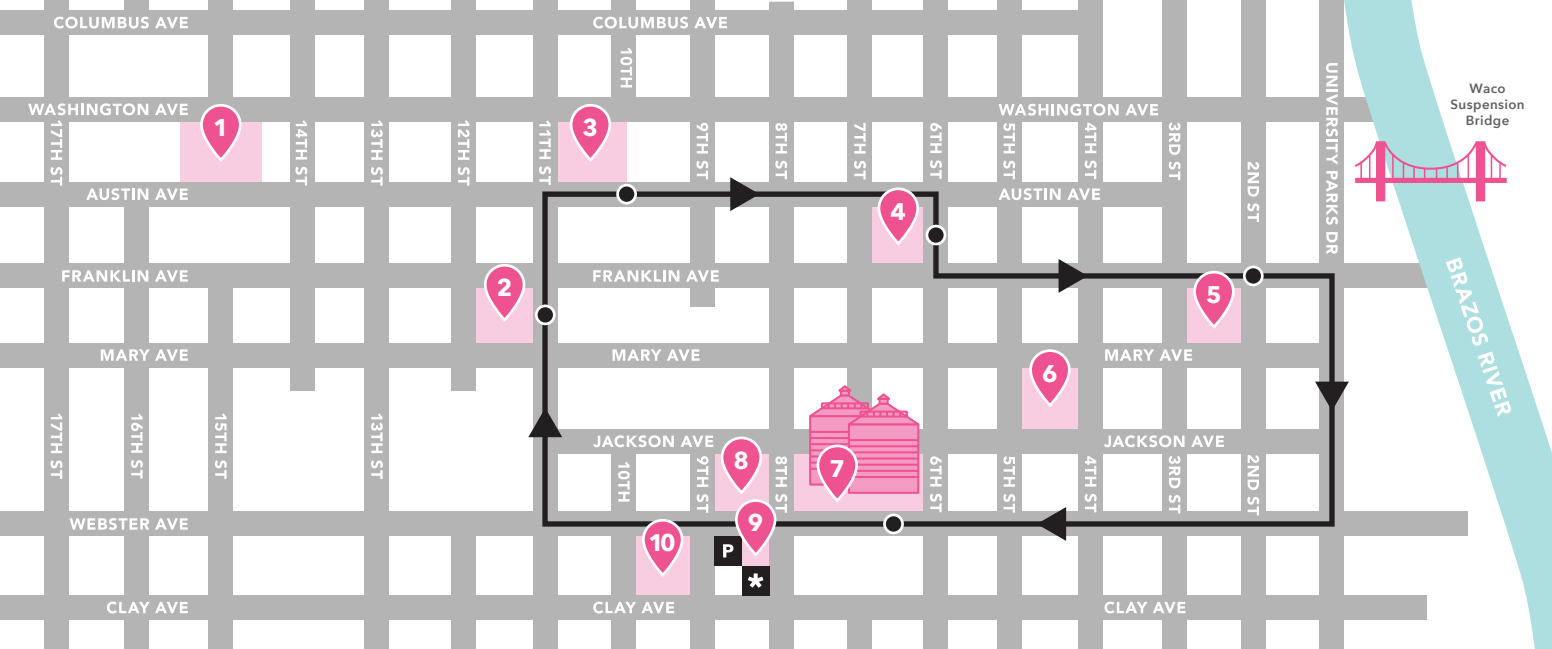 COLUMBUS AVE
COLUMBUS AVE
10TH
WASHINGTON AVE
WASHINGTON AVE
Waco
Suspension
Bridge
17TH ST
1
14TH ST
13TH ST
12TH ST
11TH ST
3
9TH ST
8TH ST
7TH ST
6TH ST
5TH ST
4TH ST
3RD ST
2ND ST
UNIVERSITY PARKS DR
AUSTIN AVE
AUSTIN AVE
4
FRANKLIN AVE
FRANKLIN AVE
2
5
BRAZOS RIVER
MARY AVE
MARY AVE
MARY AVE
6
17TH ST
16TH ST
15TH ST
13TH ST
JACKSON AVE
JACKSON AVE
10TH
9TH ST
8
8TH ST
7
6TH ST
5TH ST
4TH ST
3RD ST
2ND ST
WEBSTER AVE
9
10
P
*
CLAY AVE
CLAY AVE
CLAY AVE